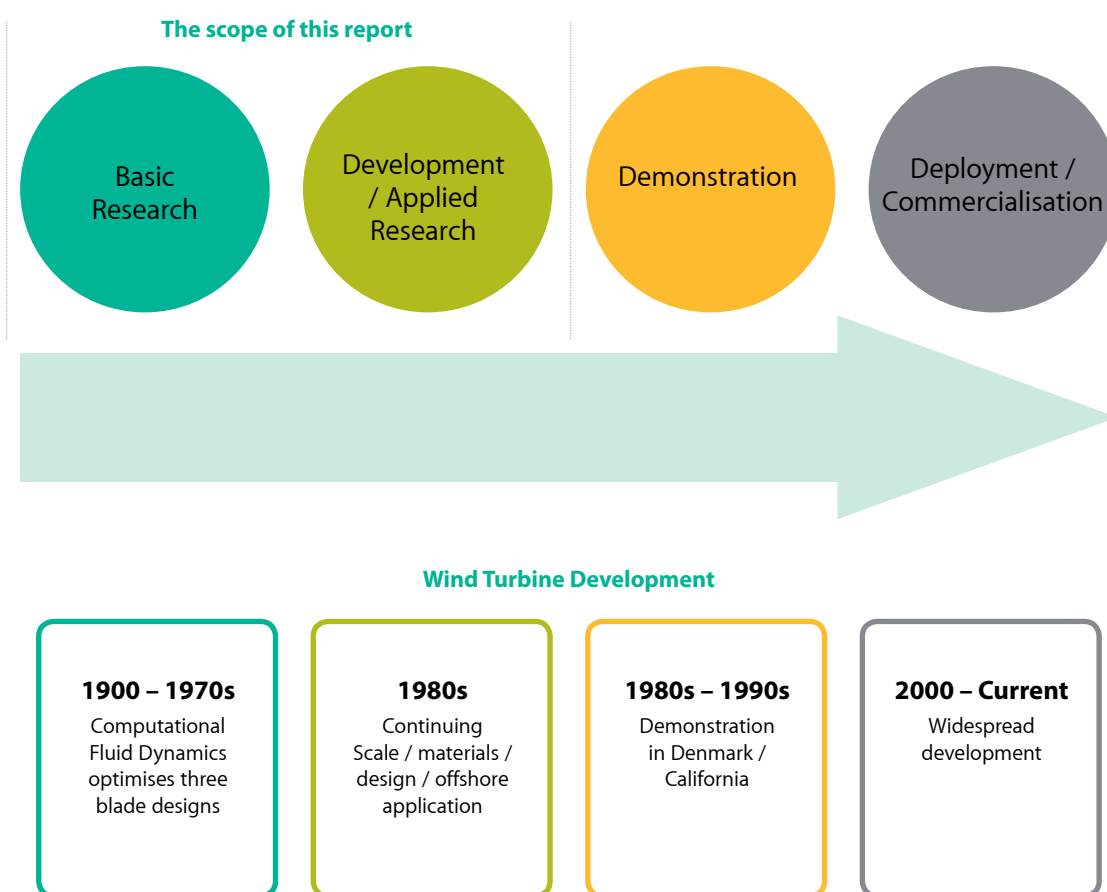 The scope of this report
Basic
Research
Development
/ Applied
Research
Demonstration
Deployment /
Commercialisation
Wind Turbine Development
1900 – 1970s
Computational
Fluid Dynamics
optimises three
blade designs
1980s
Continuing
Scale / materials /
design / offshore
application
1980s – 1990s
Demonstration
in Denmark /
California
2000 – Current
Widespread
development